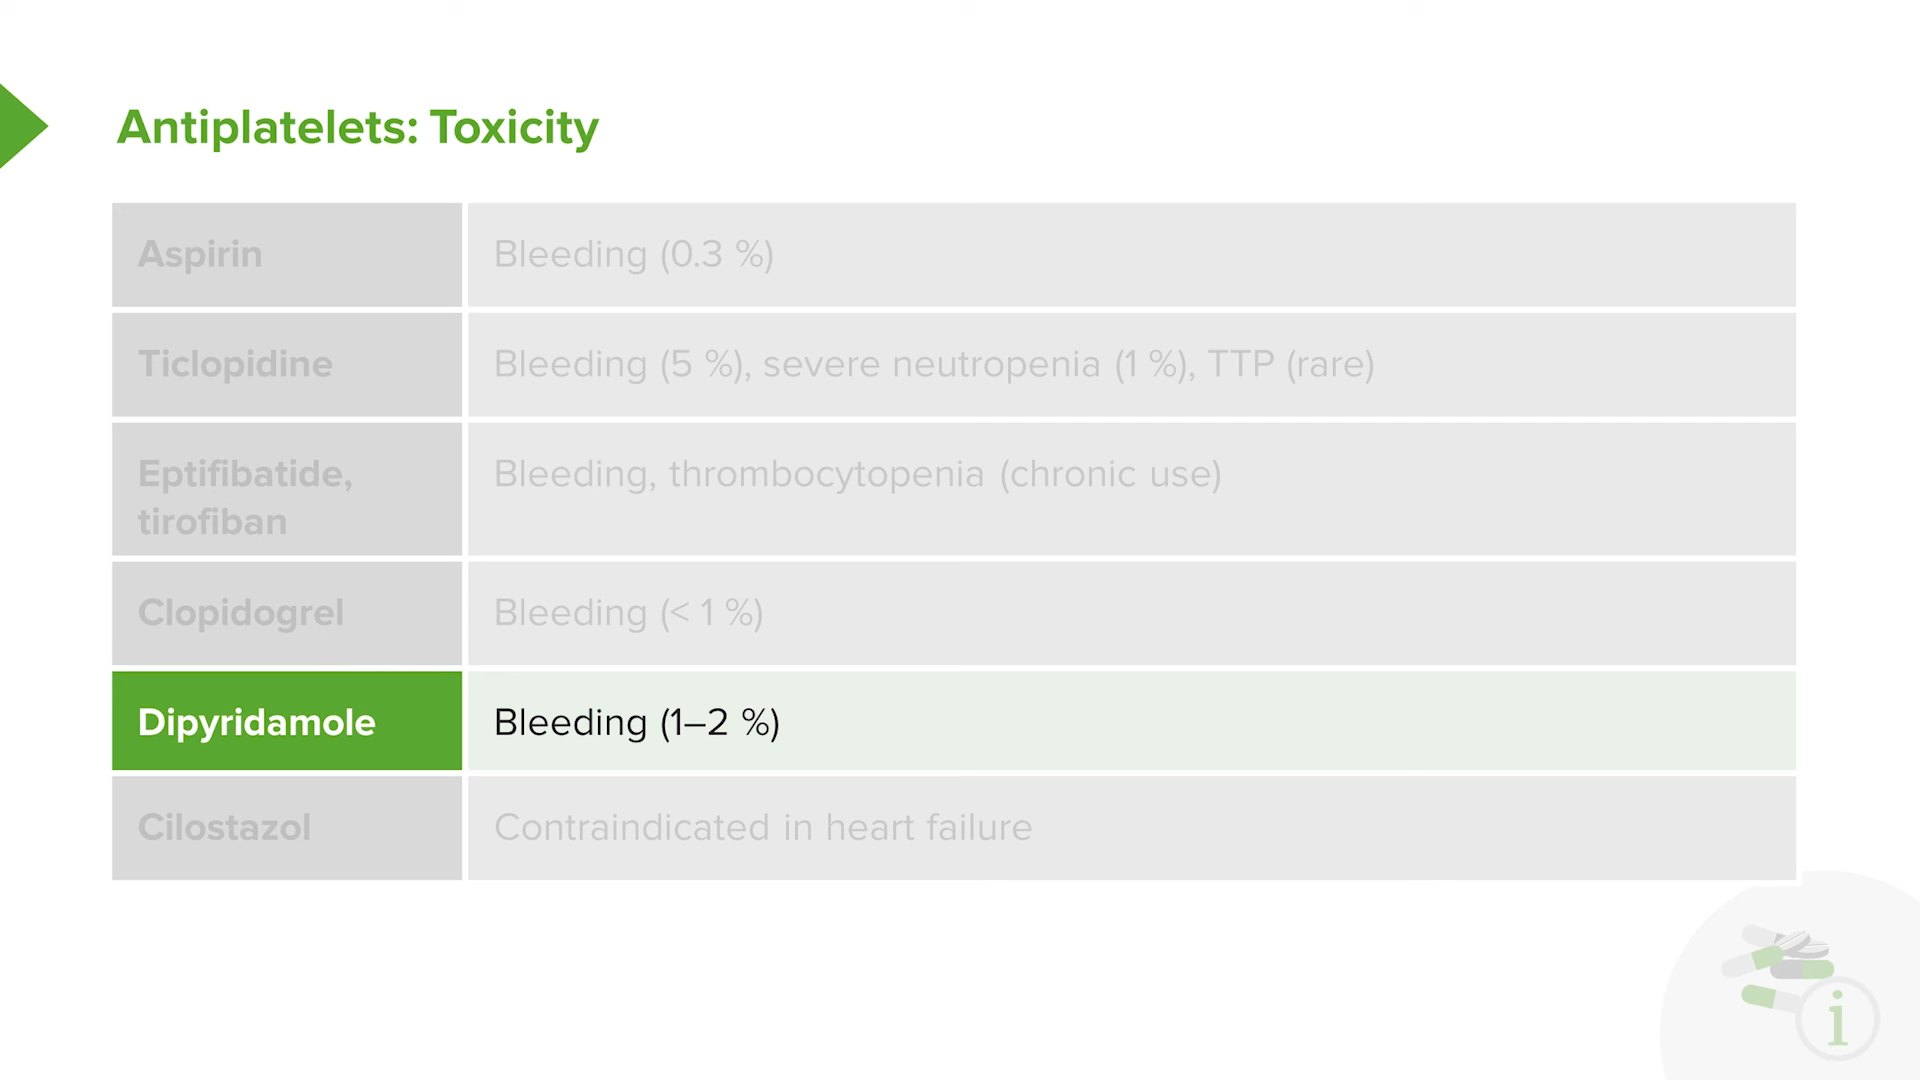 Antiplatelets: Toxicity
Aspirin
Bleeding (0.3 %)
Ticlopidine
Bleeding (5 %), severe neutropenia (1 %), TTP (rare)
Eptifibatide,
tirofiban
Bleeding, thrombocytopenia (chronic use)
Clopidogrel
Bleeding (< 1 %)
Dipyridamole
Bleeding (1–2 %)
Cilostazol
Contraindicated in heart failure
i